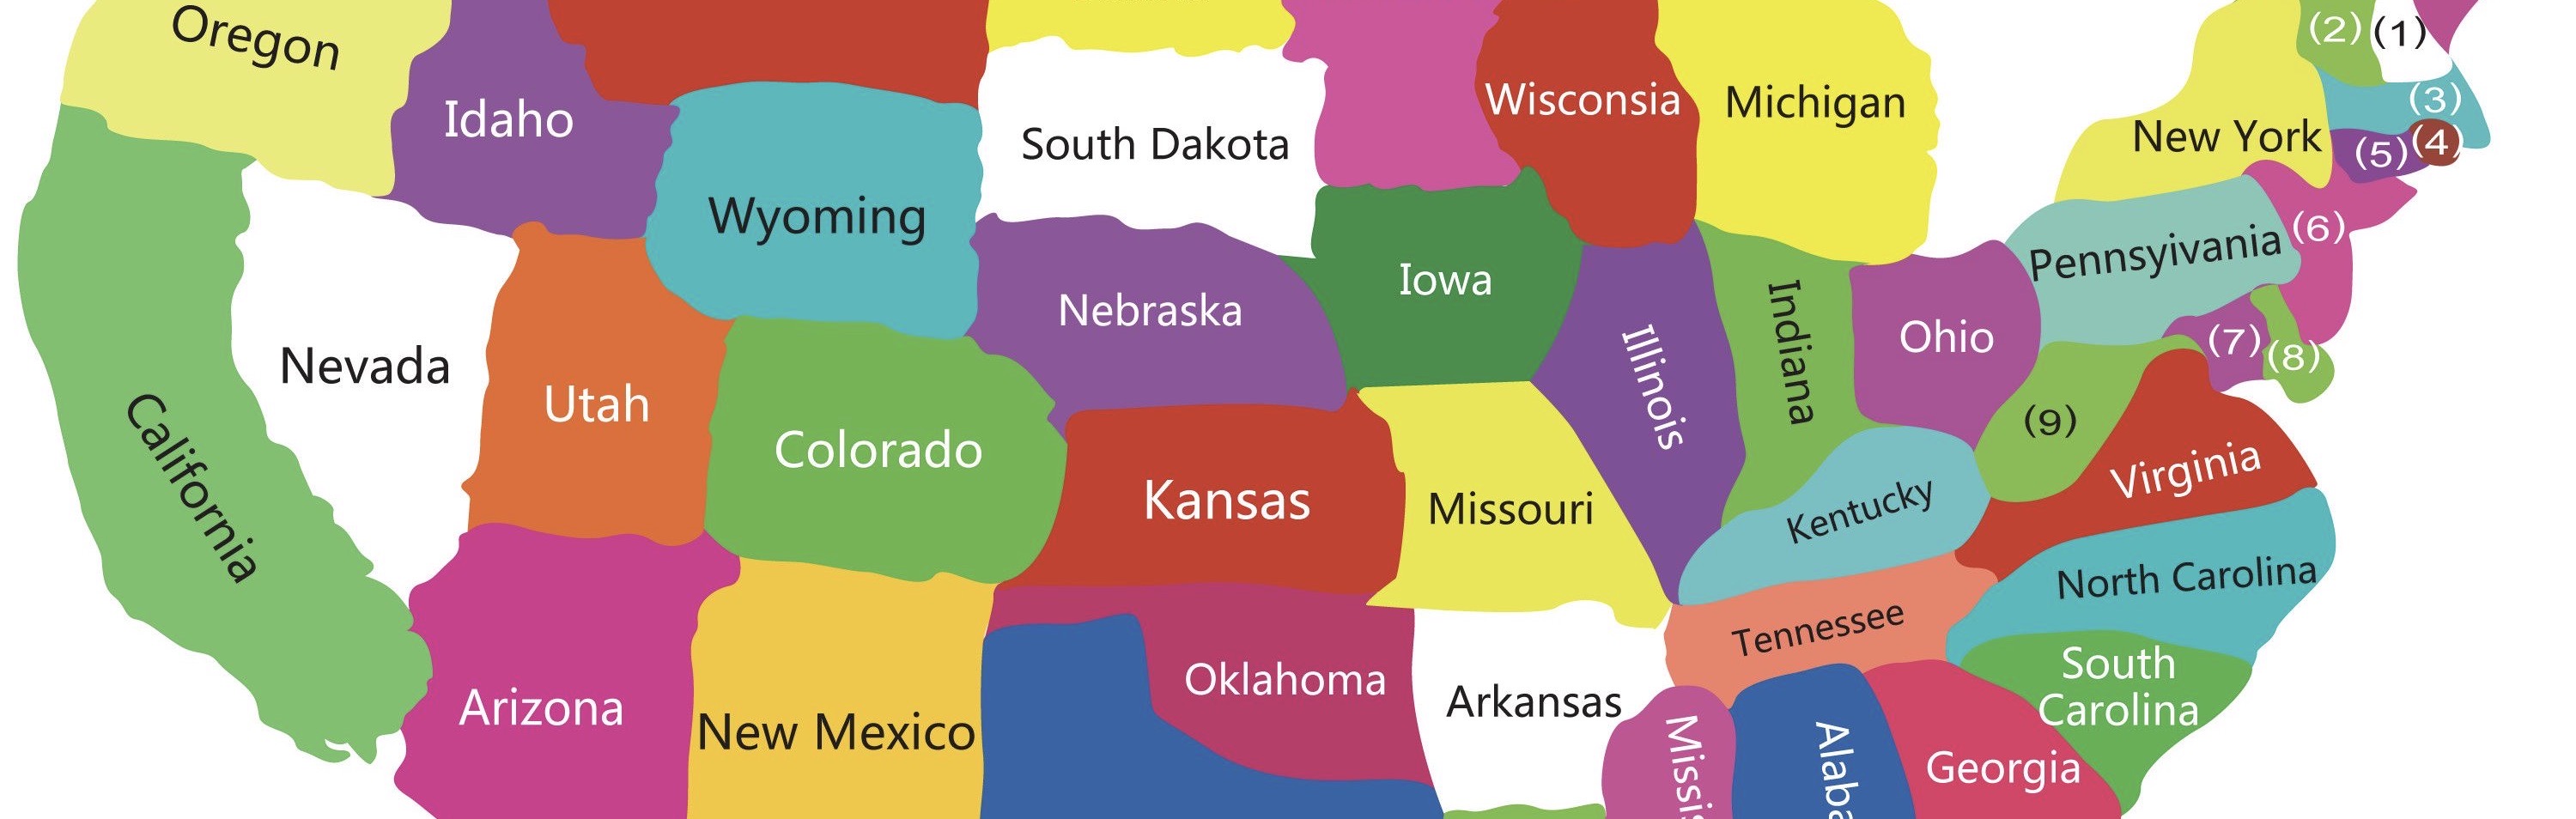 Oregon
(2)
(1)
Idaho
Wisconsia
Michigan
(3)
South Dakota
New York
(5)
(4)
Wyoming
(6)
Pennsyivania
Iowa
Nebraska
Indiana
Ohio
(7)
(8)
Nevada
Illinois
Utah
(9)
California
Colorado
Kansas
Missouri
Kentucky
Virginia
North Carolina
Tennessee
South
Carolina
Oklahoma
Arkansas
Arizona
New Mexico
Missis
Alaba
Georgia